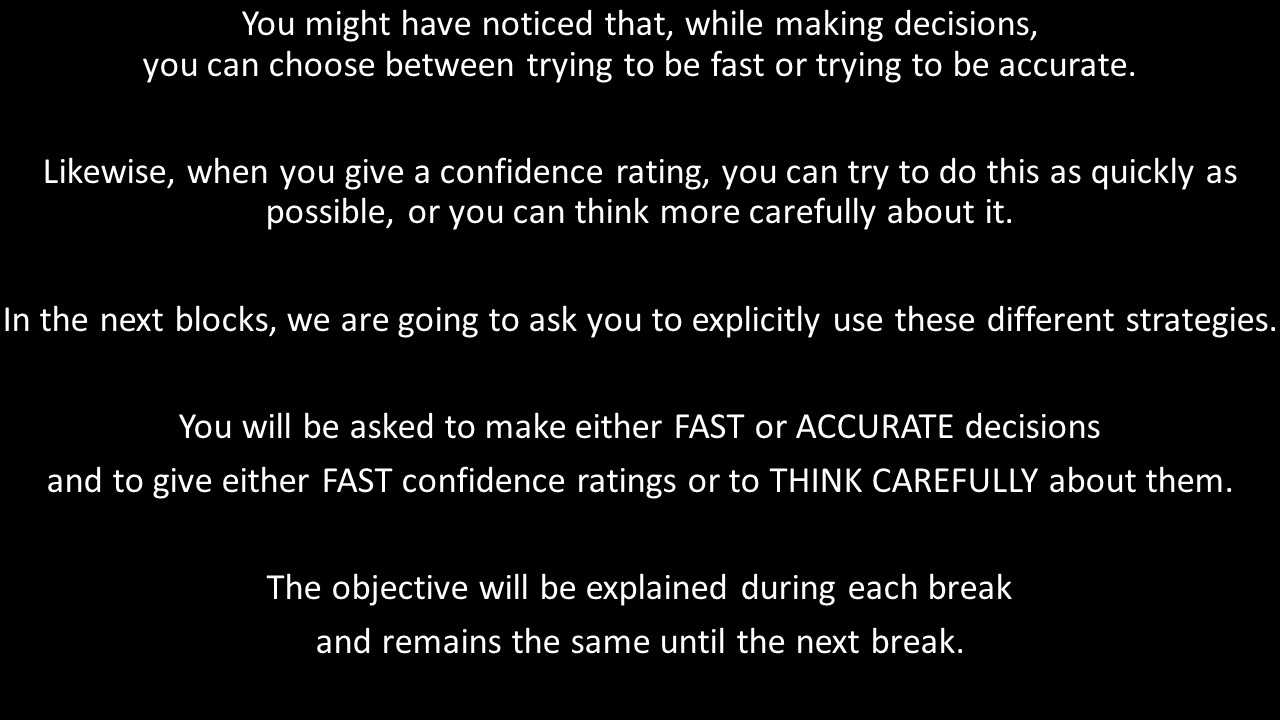 You might have noticed that, while making decisions,
you can choose between trying to be fast or trying to be accurate.
Likewise, when you give a confidence rating, you can try to do this as quickly as
possible, or you can think more carefully about it.
In the next blocks, we are going to ask you to explicitly use these different strategies.
You will be asked to make either FAST or ACCURATE decisions
and to give either FAST confidence ratings or to THINK CAREFULLY about them.
The objective will be explained during each break
and remains the same until the next break.